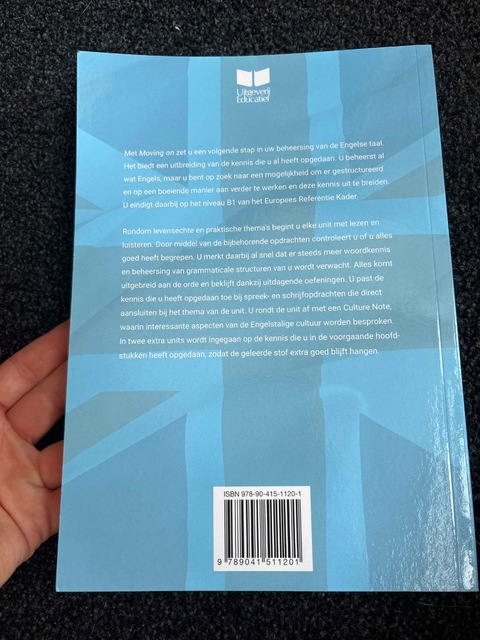 Uitgeverij
Educatief
Met Moving on zet u een volgende stap in uw beheersing van de Engelse taal.
Het biedt een uitbreiding van de kennis die u al heeft opgedaan. U beheerst al
wat Engels, maar u bent op zoek naar een mogelijkheid om er gestructureerd
en op een boeiende manier aan verder te werken en deze kennis uit te breiden.
U eindigt daarbij op het niveau B1 van het Europees Referentie Kader.
Rondom levensechte en praktische thema's begint u elke unit met lezen en
luisteren. Door middel van de bijbehorende opdrachten controleert u of u alles
goed heeft begrepen. U merkt daarbij al snel dat er steeds meer woordkennis
en beheersing van grammaticale structuren van u wordt verwacht. Alles komt
uitgebreid aan de orde en beklijft dankzij uitdagende oefeningen. U past de
kennis die u heeft opgedaan toe bij spreek- en schrijfopdrachten die direct
aansluiten bij het thema van de unit. U rondt de unit af met een Culture Note,
waarin interessante aspecten van de Engelstalige cultuur worden besproken.
In twee extra units wordt ingegaan op de kennis die u in de voorgaande hoofd-
stukken heeft opgedaan, zodat de geleerde stof extra goed blijft hangen.
ISBN 978-90-415-1120-1
9 789041 511201